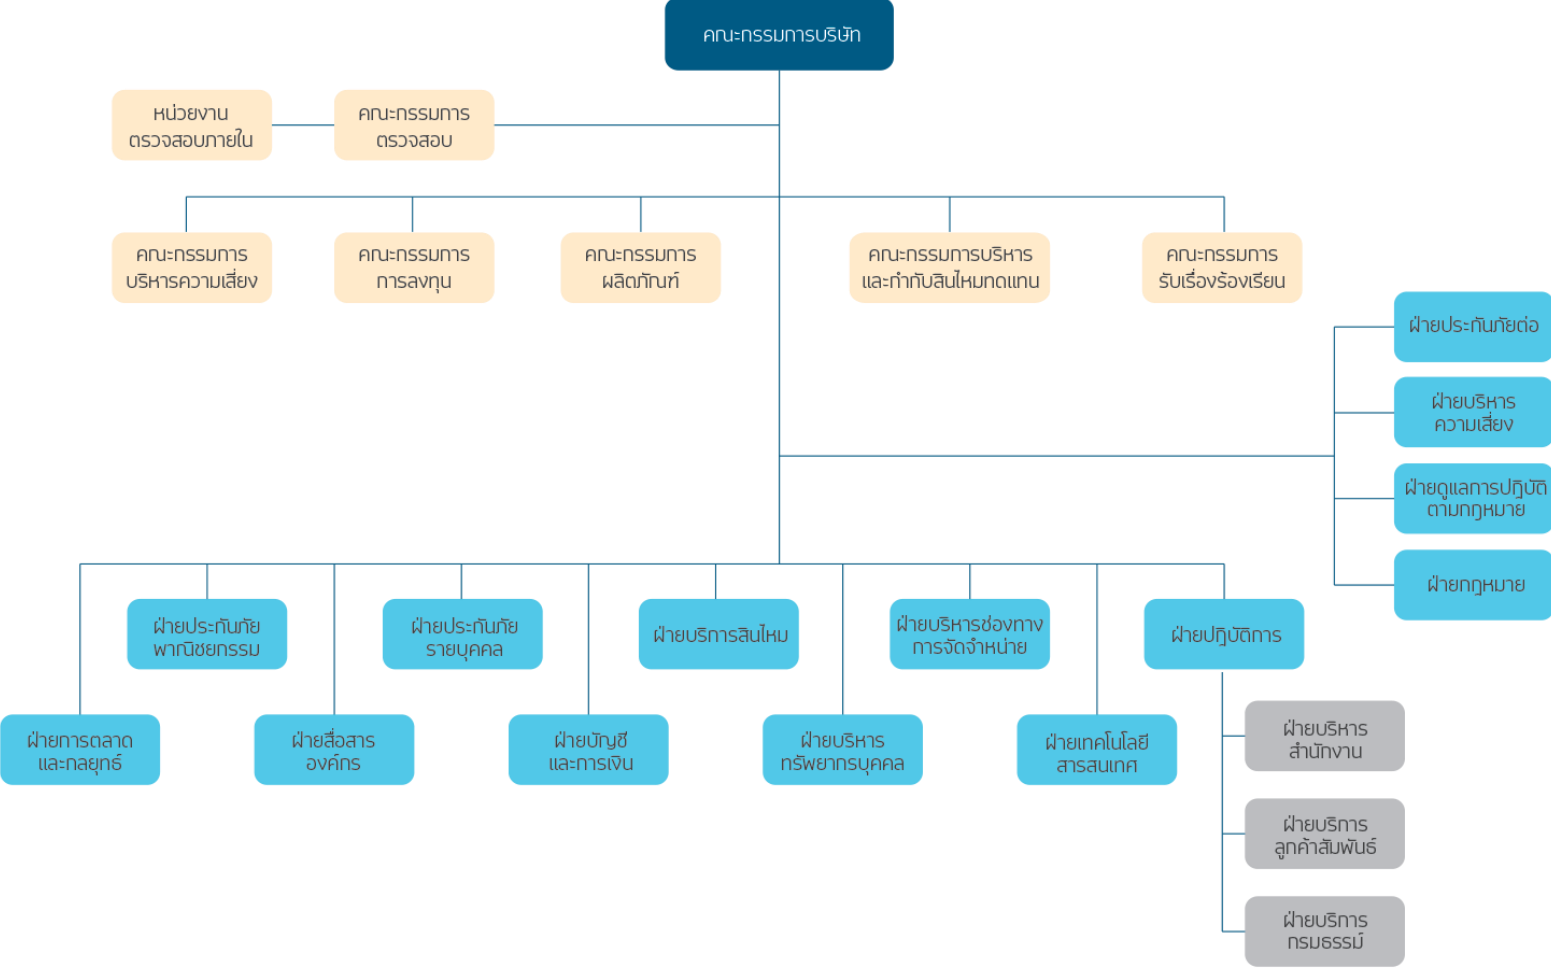 คณะกรรมการบริษัท
หน่วยงาน
ตรวจสอบภายใน
คณะกรรมการ
ตรวจสอบ
คณะกรรมการ
บริหารความเสี่ยง
คณะกรรมการ
การลงทุน
คณะกรรมการ
ผลิตภัณฑ์
คณะกรรมการบริหาร
และกำกับสินไหมทดแทน
คณะกรรมการ
รับเรื่องร้องเรียน
ฝ่ายประกันภัยต่อ
ฝ่ายบริหาร
ความเสี่ยง
ฝ่ายดูแลการปฎิบัติ
ตามกฎหมาย
ฝ่ายกฎหมาย
ฝ่ายประกันภัย
พาณิชยกรรม
ฝ่ายประกันภัย
รายบุคคล
ฝ่ายบริการสินไหม
ฝ่ายบริหารช่องทาง
การจัดจำหน่าย
ฝ่ายปฎิบัติการ
ฝ่ายการตลาด
และกลยุทธ์
ฝ่ายสื่อสาร
องค์กร
ฝ่ายบัญชี
และการเงิน
ฝ่ายบริหาร
ทรัพยากรบุคคล
ฝ่ายเทคโนโลยี
สารสนเทศ
ฝ่ายบริหาร
สำนักงาน
ฝ่ายบริการ
ลูกค้าสัมพันธ์
ฝ่ายบริการ
กรมธรรม์